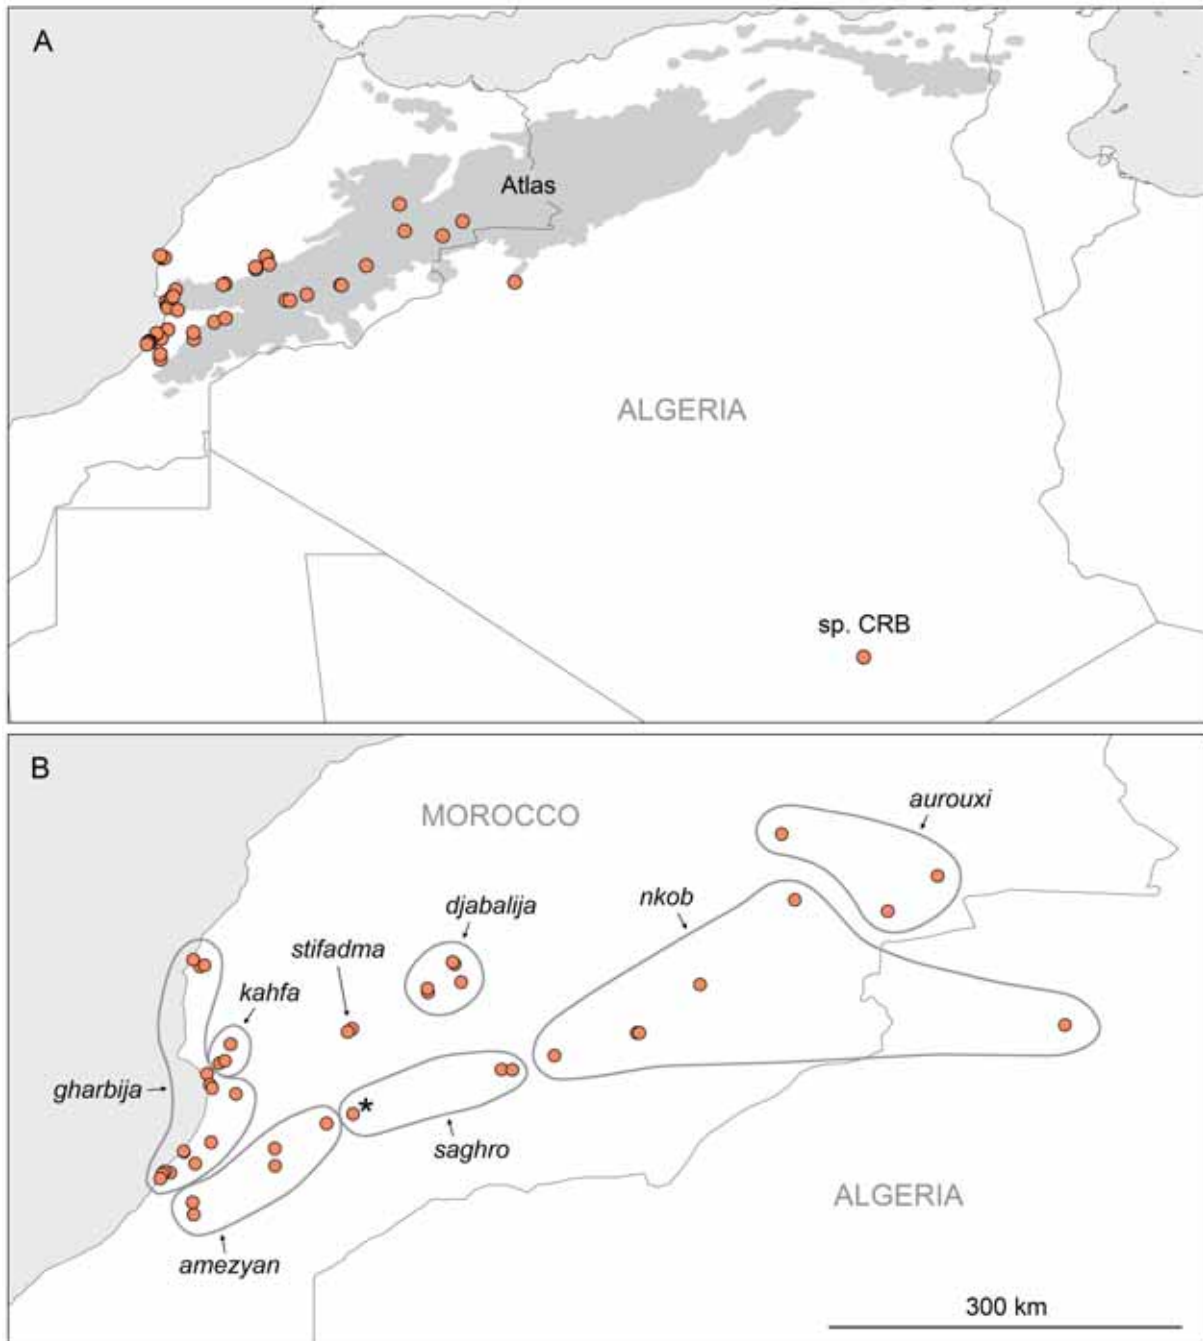 A
Atlas
ALGERIA
sp. CRB
B
MOROCCO
aurouxi
nkob
djabalija
stifadma
kahfa
gharbija
*
saghro
ALGERIA
amezyan
300 km